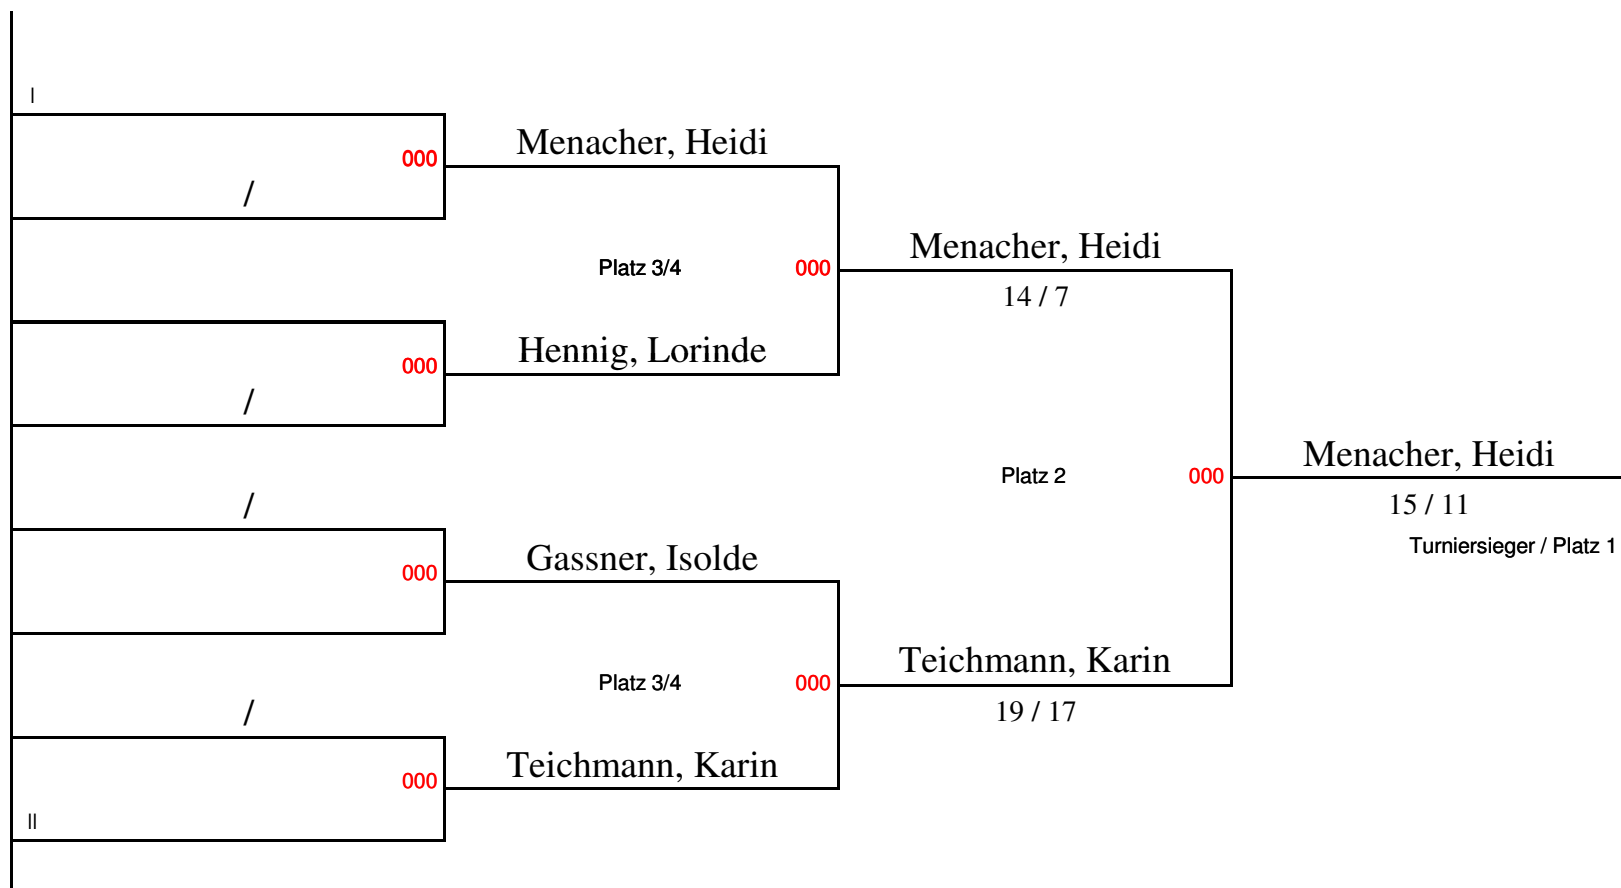 I
000
Menacher, Heidi
/
Platz 3/4
000
Menacher, Heidi
14 / 7
000
Hennig, Lorinde
/
Platz 2
000
Menacher, Heidi
15 / 11
Turniersieger / Platz 1
/
000
Gassner, Isolde
Platz 3/4
000
Teichmann, Karin
19 / 17
/
000
Teichmann, Karin
II